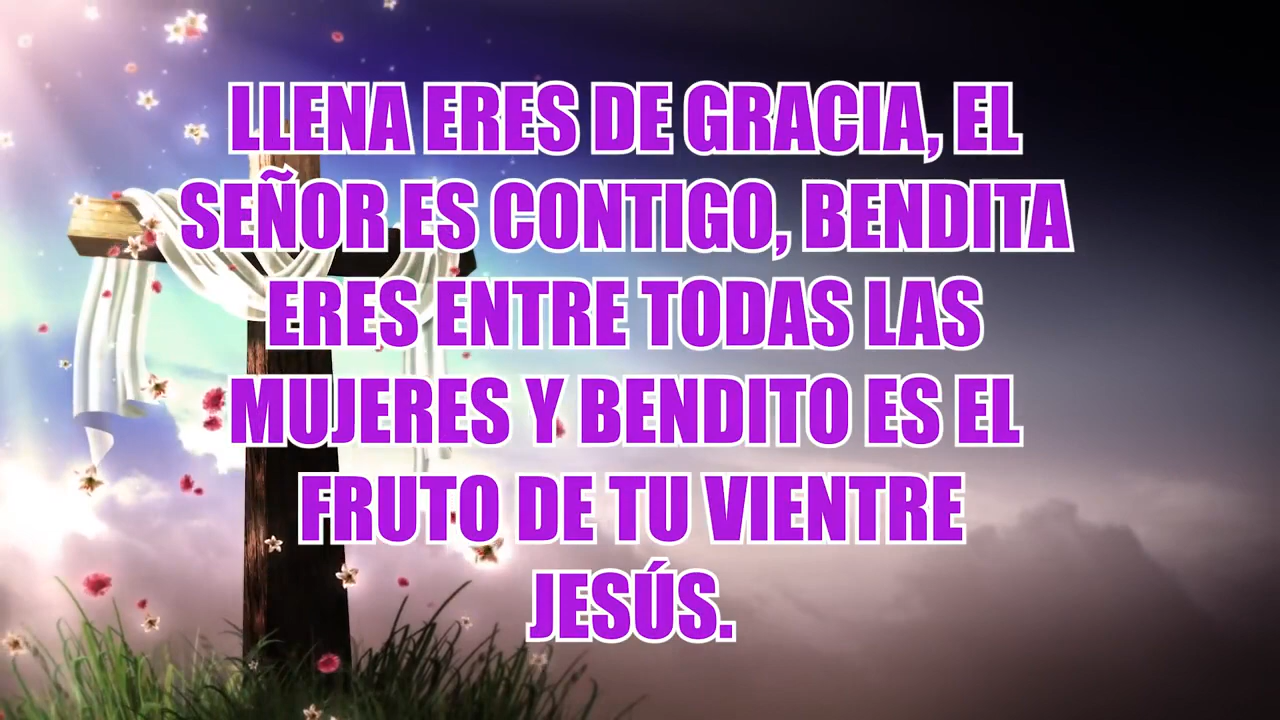 LLENA ERES DE GRACIA, EL
SEÑOR ES CONTIGO, BENDITA
ERES ENTRE TODAS LAS
MUJERES Y BENDITO ES EL
FRUTO DE TU VIENTRE
JESÚS.